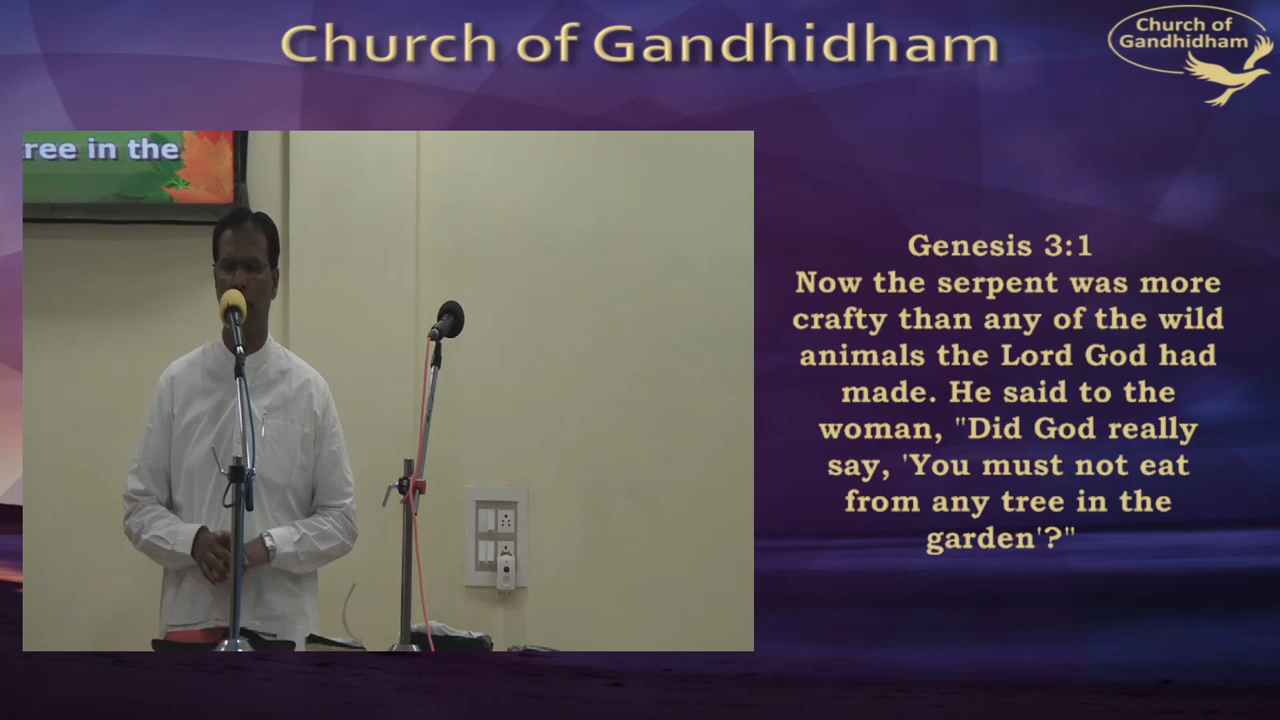 Church of Gandhidham
Church of
Gandhidham
tree in the
Genesis 3:1
Now the serpent was more
crafty than any of the wild
animals the Lord God had
made. He said to the
woman, "Did God really
say, 'You must not eat
from any tree in the
garden'?"